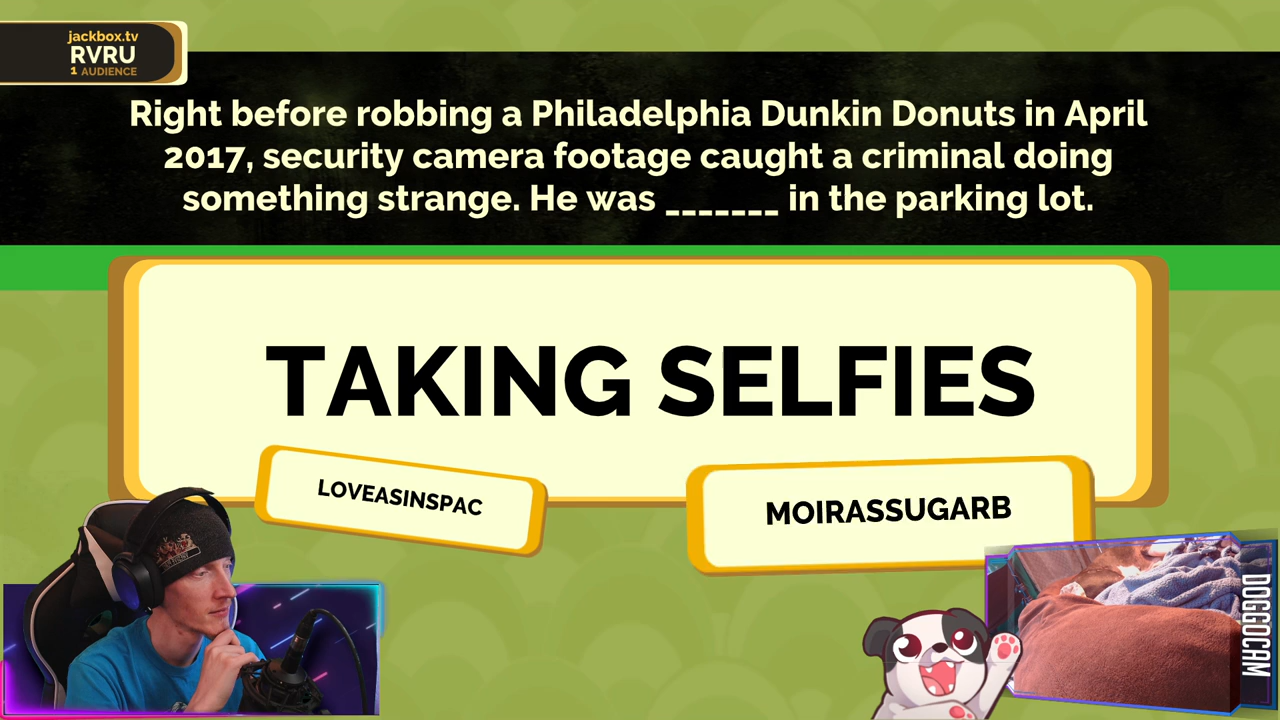 jackbox.tv
RVRU
1 AUDIENCE
Right before robbing a Philadelphia Dunkin Donuts in April
2017, security camera footage caught a criminal doing
something strange. He was _______ in the parking lot.
TAKING SELFIES
LOVEASINSPAC
MOIRASSUGARB
DOGGOCAM